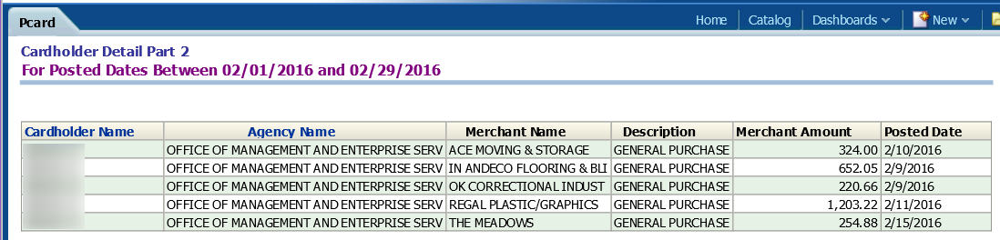 Pcard Home Catalog Dashboards New
Cardholder Detail Part 2
For Posted Dates Between 02/01/2016 and 02/29/2016
Cardholder Name Agency Name Merchant Name Description Merchant Amount Posted Date
OFFICE OF MANAGEMENT AND ENTERPRISE SERV ACE MOVING & STORAGE GENERAL PURCHASE 324.00 2/10/2016
OFFICE OF MANAGEMENT AND ENTERPRISE SERV IN ANDECO FLOORING & BLI GENERAL PURCHASE 652.05 2/9/2016
OFFICE OF MANAGEMENT AND ENTERPRISE SERV OK CORRECTIONAL INDUST GENERAL PURCHASE 220.66 2/9/2016
OFFICE OF MANAGEMENT AND ENTERPRISE SERV REGAL PLASTIC/GRAPHICS GENERAL PURCHASE 1,203.22 2/11/2016
OFFICE OF MANAGEMENT AND ENTERPRISE SERV THE MEADOWS GENERAL PURCHASE 254.88 2/15/2016